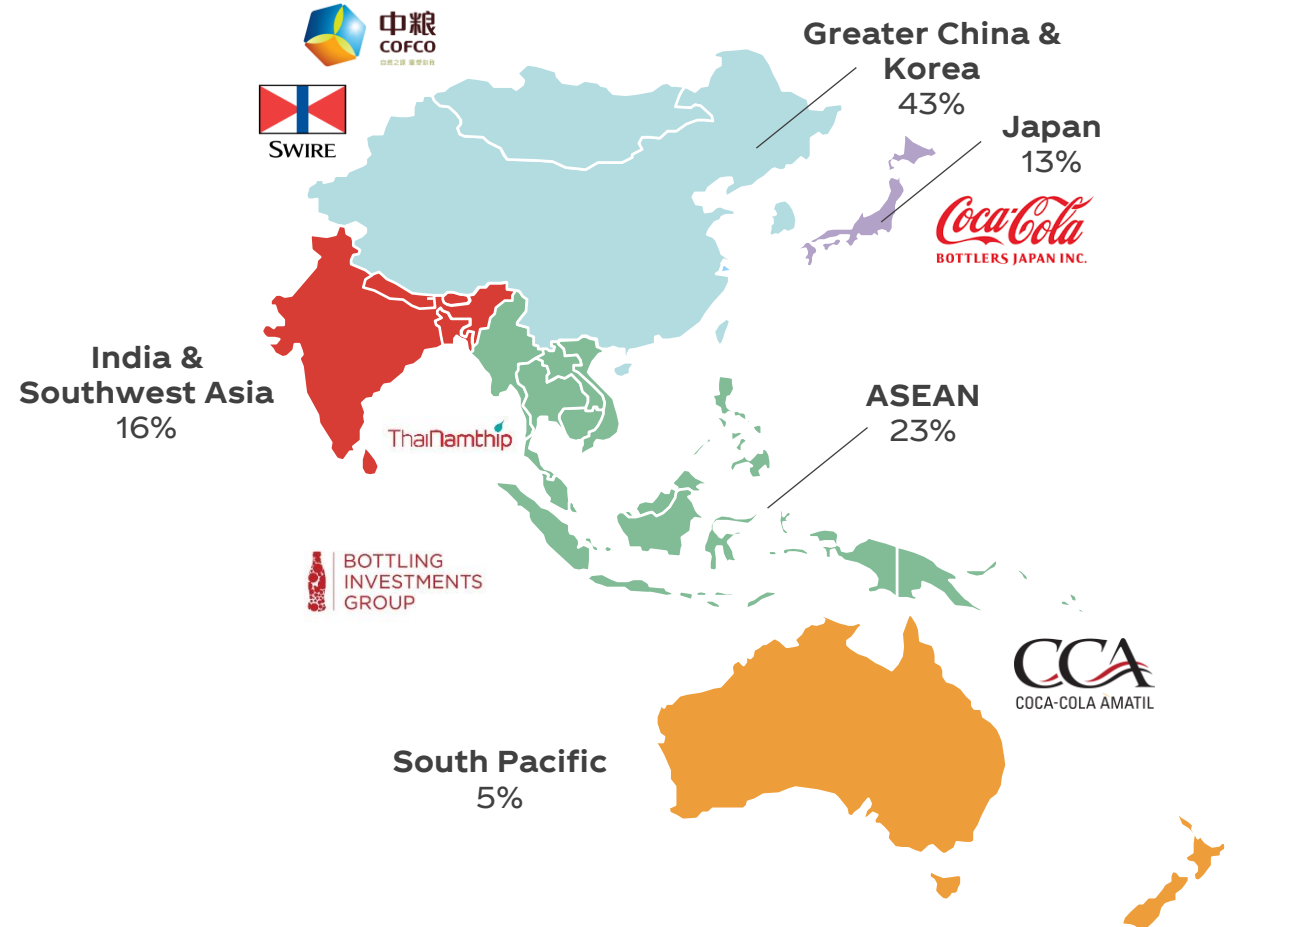 中粮
COFCO
SWIRE
Greater China &
Korea
43%
Japan
13%
Coca-Cola
BOTTLERS JAPAN INC.
India &
Southwest Asia
16%
ThaiNamthip
ASEAN
23%
BOTTLING
INVESTMENTS
GROUP
CCA
COCA-COLA AMATIL
South Pacific
5%